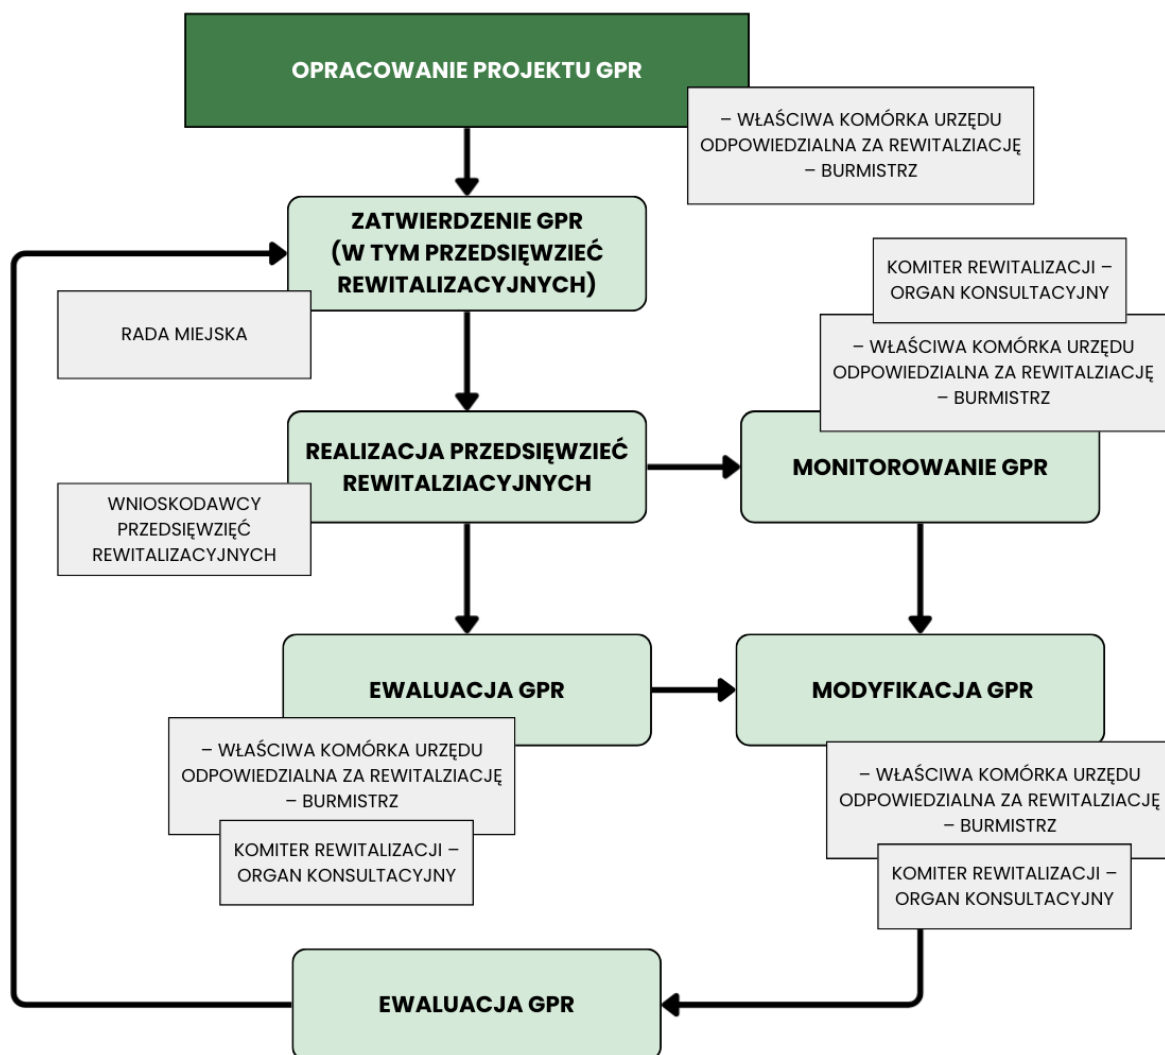 OPRACOWANIE PROJEKTU GPR
– WŁAŚCIWA KOMÓRKA URZĘDU
ODPOWIEDZIALNA ZA REWITALZIACJĘ
– BURMISTRZ
ZATWIERDZENIE GPR
(W TYM PRZEDSIĘWZIEĆ
REWITALIZACYJNYCH)
RADA MIEJSKA
KOMITER REWITALIZACJI –
ORGAN KONSULTACYJNY
– WŁAŚCIWA KOMÓRKA URZĘDU
ODPOWIEDZIALNA ZA REWITALZIACJĘ
– BURMISTRZ
REALIZACJA PRZEDSIĘWZIEĆ
REWITALZIACYJNYCH
MONITOROWANIE GPR
WNIOSKODAWCY
PRZEDSIĘWZIĘĆ
REWITALIZACYJNYCH
EWALUACJA GPR
MODYFIKACJA GPR
– WŁAŚCIWA KOMÓRKA URZĘDU
ODPOWIEDZIALNA ZA REWITALZIACJĘ
– BURMISTRZ
KOMITER REWITALIZACJI –
ORGAN KONSULTACYJNY
– WŁAŚCIWA KOMÓRKA URZĘDU
ODPOWIEDZIALNA ZA REWITALZIACJĘ
– BURMISTRZ
KOMITER REWITALIZACJI –
ORGAN KONSULTACYJNY
EWALUACJA GPR